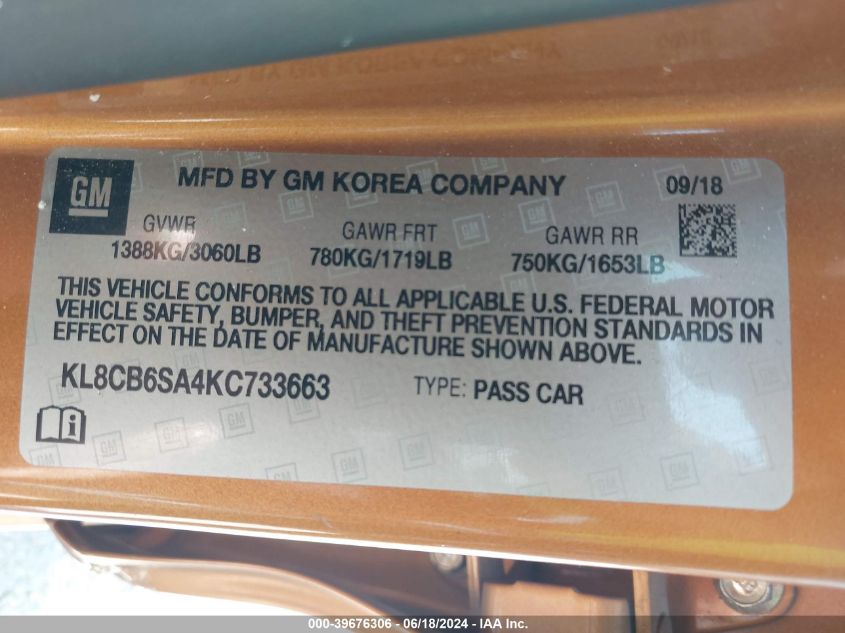 GM
MFD BY GM KOREA COMPANY
09/18
GVWR
1388KG/3060LB
GAWR FRT
780KG/1719LB
GAWR RR
750KG/1653LB
THIS VEHICLE CONFORMS TO ALL APPLICABLE U.S. FEDERAL MOTOR
VEHICLE SAFETY, BUMPER, AND THEFT PREVENTION STANDARDS IN
EFFECT ON THE DATE OF MANUFACTURE SHOWN ABOVE.
KL8CB6SA4KC733663
TYPE: PASS CAR
000-39676306 - 06/18/2024 - IAA Inc.